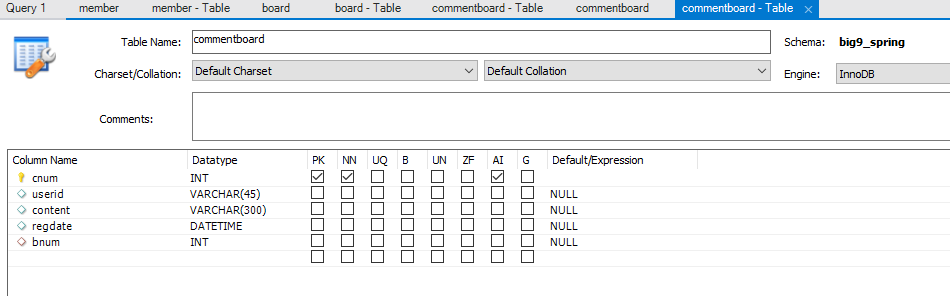 Query 1 member member - Table board board - Table commentboard - Table commentboard commentboard - Table
Table Name: commentboard Schema: big9_spring
Charset/Collation: Default Charset Default Collation Engine: InnoDB
Comments:
Column Name Datatype PK NN UQ B UN ZF AI G Default/Expression
cnum INT
userid VARCHAR(45) NULL
content VARCHAR(300) NULL
regdate DATETIME NULL
bnum INT NULL